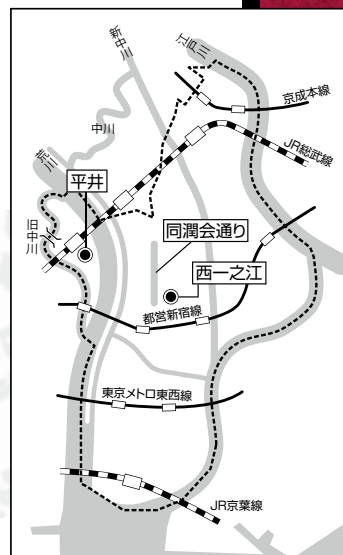 新中川
江戸川
京成本線
中川
JR総武線
荒川
平井
旧中川
同潤会通り
西一之江
都営新宿線
東京メトロ東西線
JR京葉線